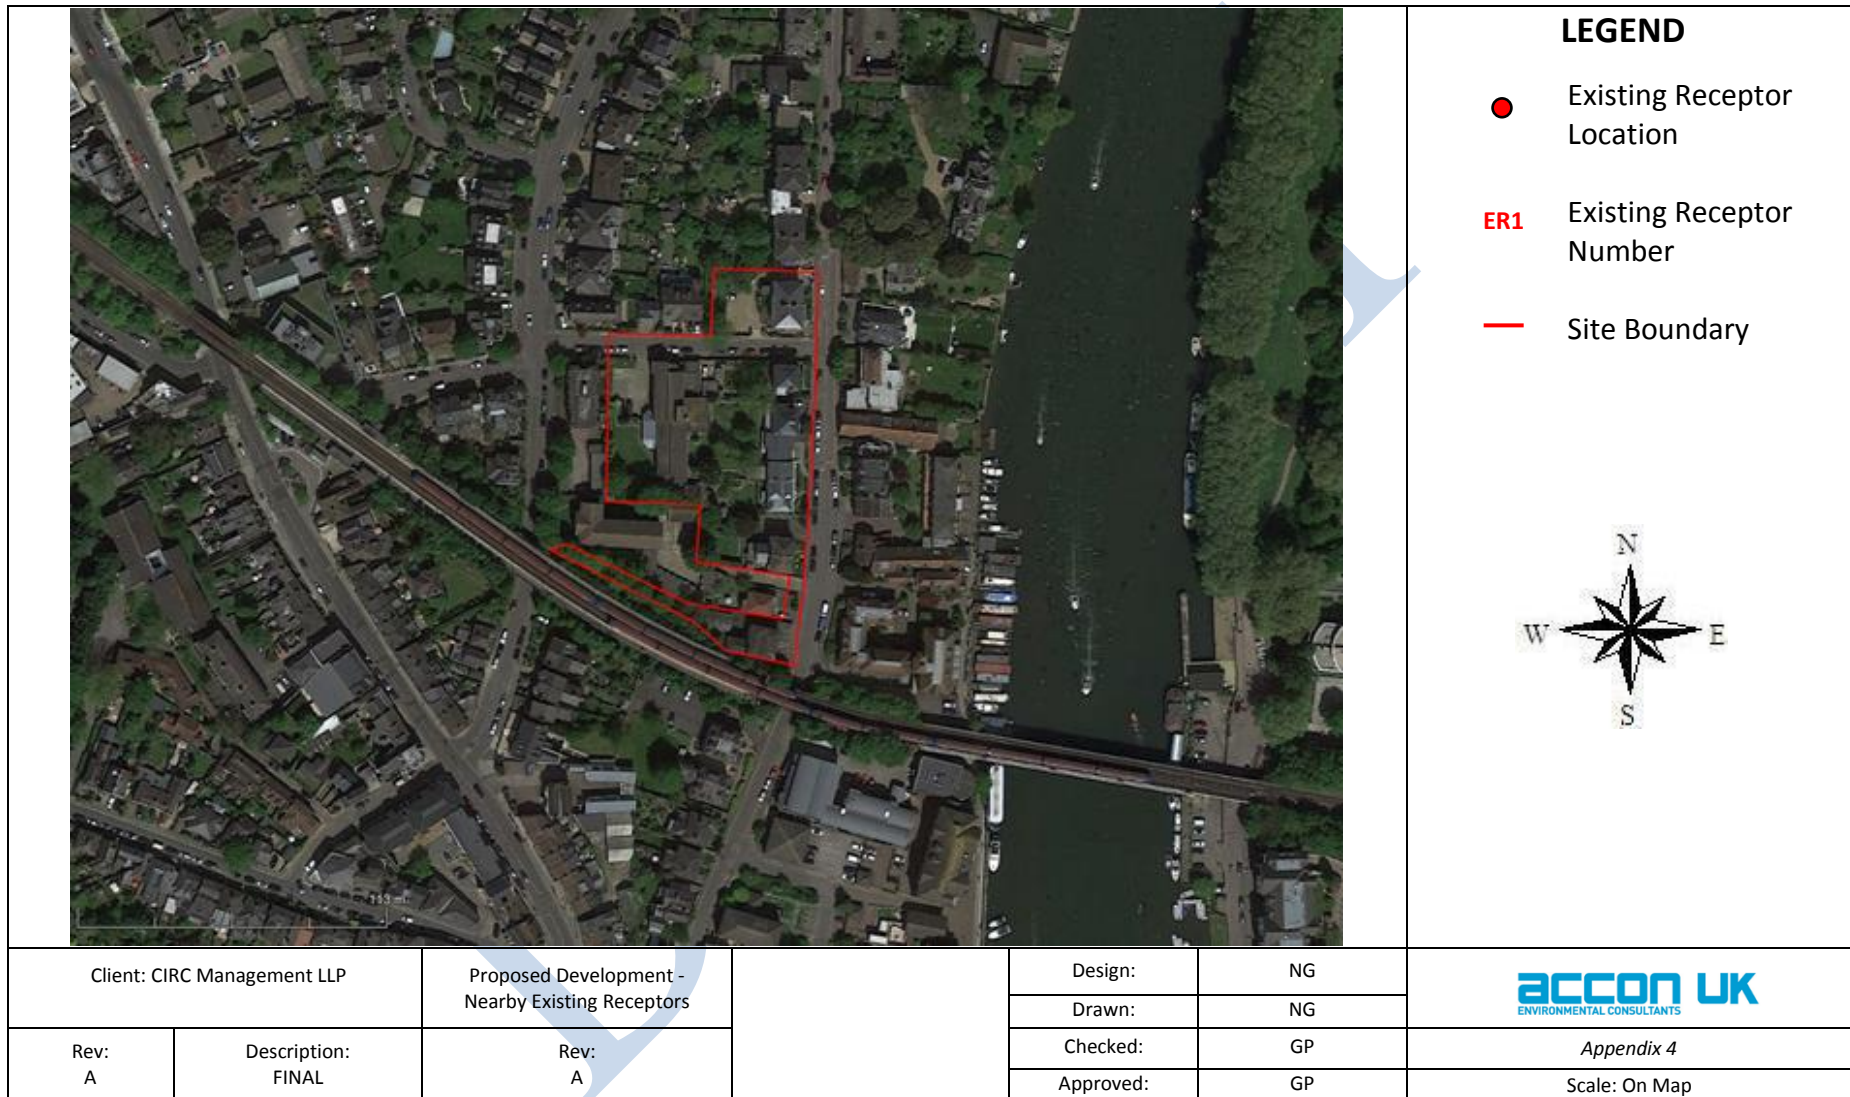 LEGEND
Existing Receptor
Location
ER1
Existing Receptor
Number
Site Boundary
N
W
E
S
113 m
Client: CIRC Management LLP
Proposed Development -
Nearby Existing Receptors
Rev:
A
Description:
FINAL
Rev:
A
Design:
NG
Drawn:
NG
Checked:
GP
Approved:
GP
accon UK
ENVIRONMENTAL CONSULTANTS
Appendix 4
Scale: On Map